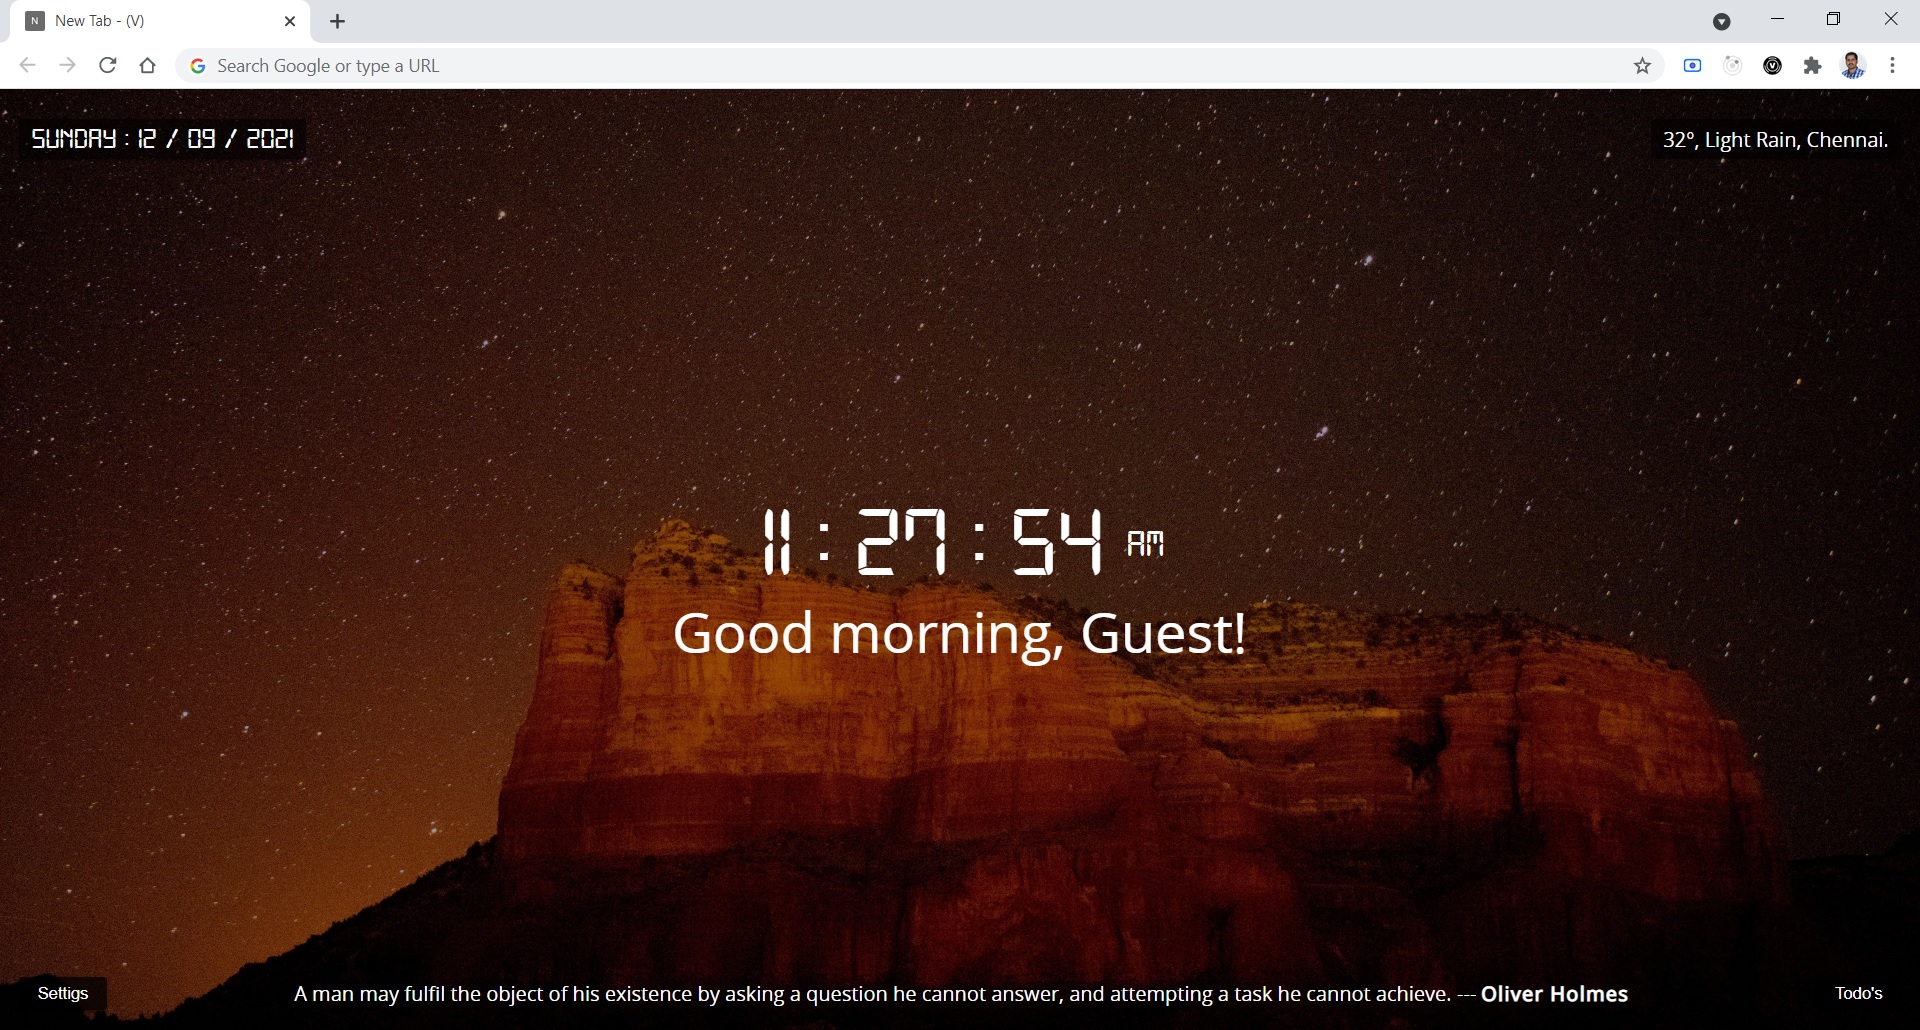 N New Tab - (V)
Search Google or type a URL
SUNDAY : 12 / 09 / 2021
32°, Light Rain, Chennai.
11 : 27 : 54 AM
Good morning, Guest!
Settigs
A man may fulfil the object of his existence by asking a question he cannot answer, and attempting a task he cannot achieve. --- Oliver Holmes
Todo's